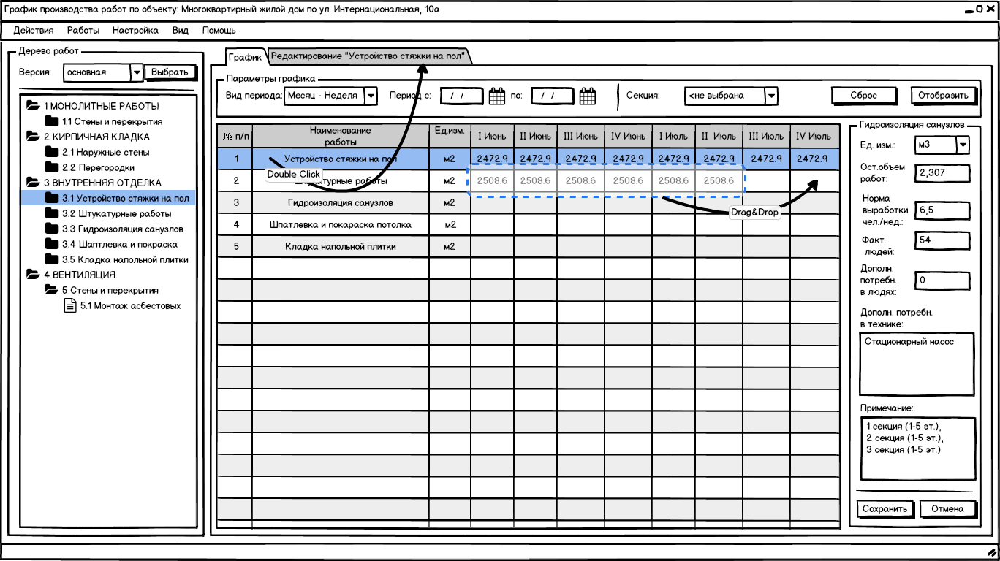 График производства работ по объекту: Многоквартирный жилой дом по ул. Интернациональная, 10а
Действия Работы Настройка Вид Помощь
Дерево работ
Версия: основная Выбрать
1 МОНОЛИТНЫЕ РАБОТЫ
1.1 Стены и перекрытия
2 КИРПИЧНАЯ КЛАДКА
2.1 Наружные стены
2.2 Перегородки
3 ВНУТРЕННЯЯ ОТДЕЛКА
3.1 Устройство стяжки на пол
3.2 Штукатурные работы
3.3 Гидроизоляция санузлов
3.4 Шаптлевка и покраска
3.5 Кладка напольной плитки
4 ВЕНТИЛЯЦИЯ
5 Стены и перекрытия
5.1 Монтаж асбестовых
График Редактирование "Устройство стяжки на пол"
Параметры графика
Вид периода: Месяц - Неделя Период с: / / по: / / Секция: <не выбрана Сброс Отобразить
№ п/п Наименование работы Ед.изм. I Июнь II Июнь III Июнь IV Июнь I Июль II Июль III Июль IV Июль
1 Устройство стяжки на пол м2 2472.9 2472.9 2472.9 2472.9 2472.9 2472.9 2472.9 2472.9
Double Click
2 Штукатурные работы м2 2508.6 2508.6 2508.6 2508.6 2508.6 2508.6
3 Гидроизоляция санузлов м2
Drag&Drop
4 Шпатлевка и покараска потолка м2
5 Кладка напольной плитки м2
Гидроизоляция санузлов
Ед. изм.: м3
Ост.объем
работ: 2,307
Норма
выработки
чел./нед.: 6,5
Факт.
людей: 54
Дополн.
потребн.
в людях: 0
Дополн. потребн.
в технике:
Стационарный насос
Примечание:
1 секция (1-5 эт.),
2 секция (1-5 эт.),
3 секция (1-5 эт.)
Сохранить Отмена